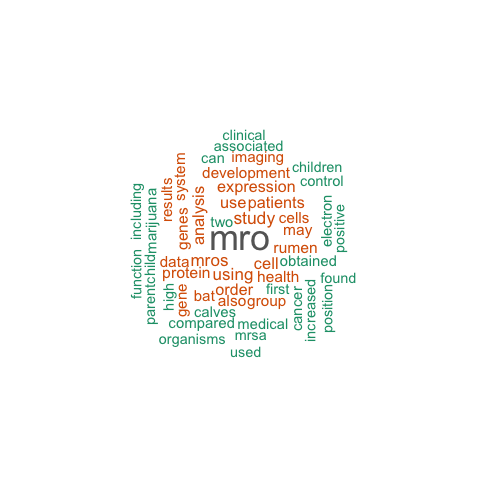 clinical
associated
can imaging
children
development
control
expression
system
results
including
marijuana
genes
analysis
use patients
two study cells
may
electron
positive
mro
rumen
data mros
cell obtained
function
parent child
protein using health
found
high
gene
bat
order
first
also group
cancer
increased
position
calves
compared medical
organisms
mrsa
used